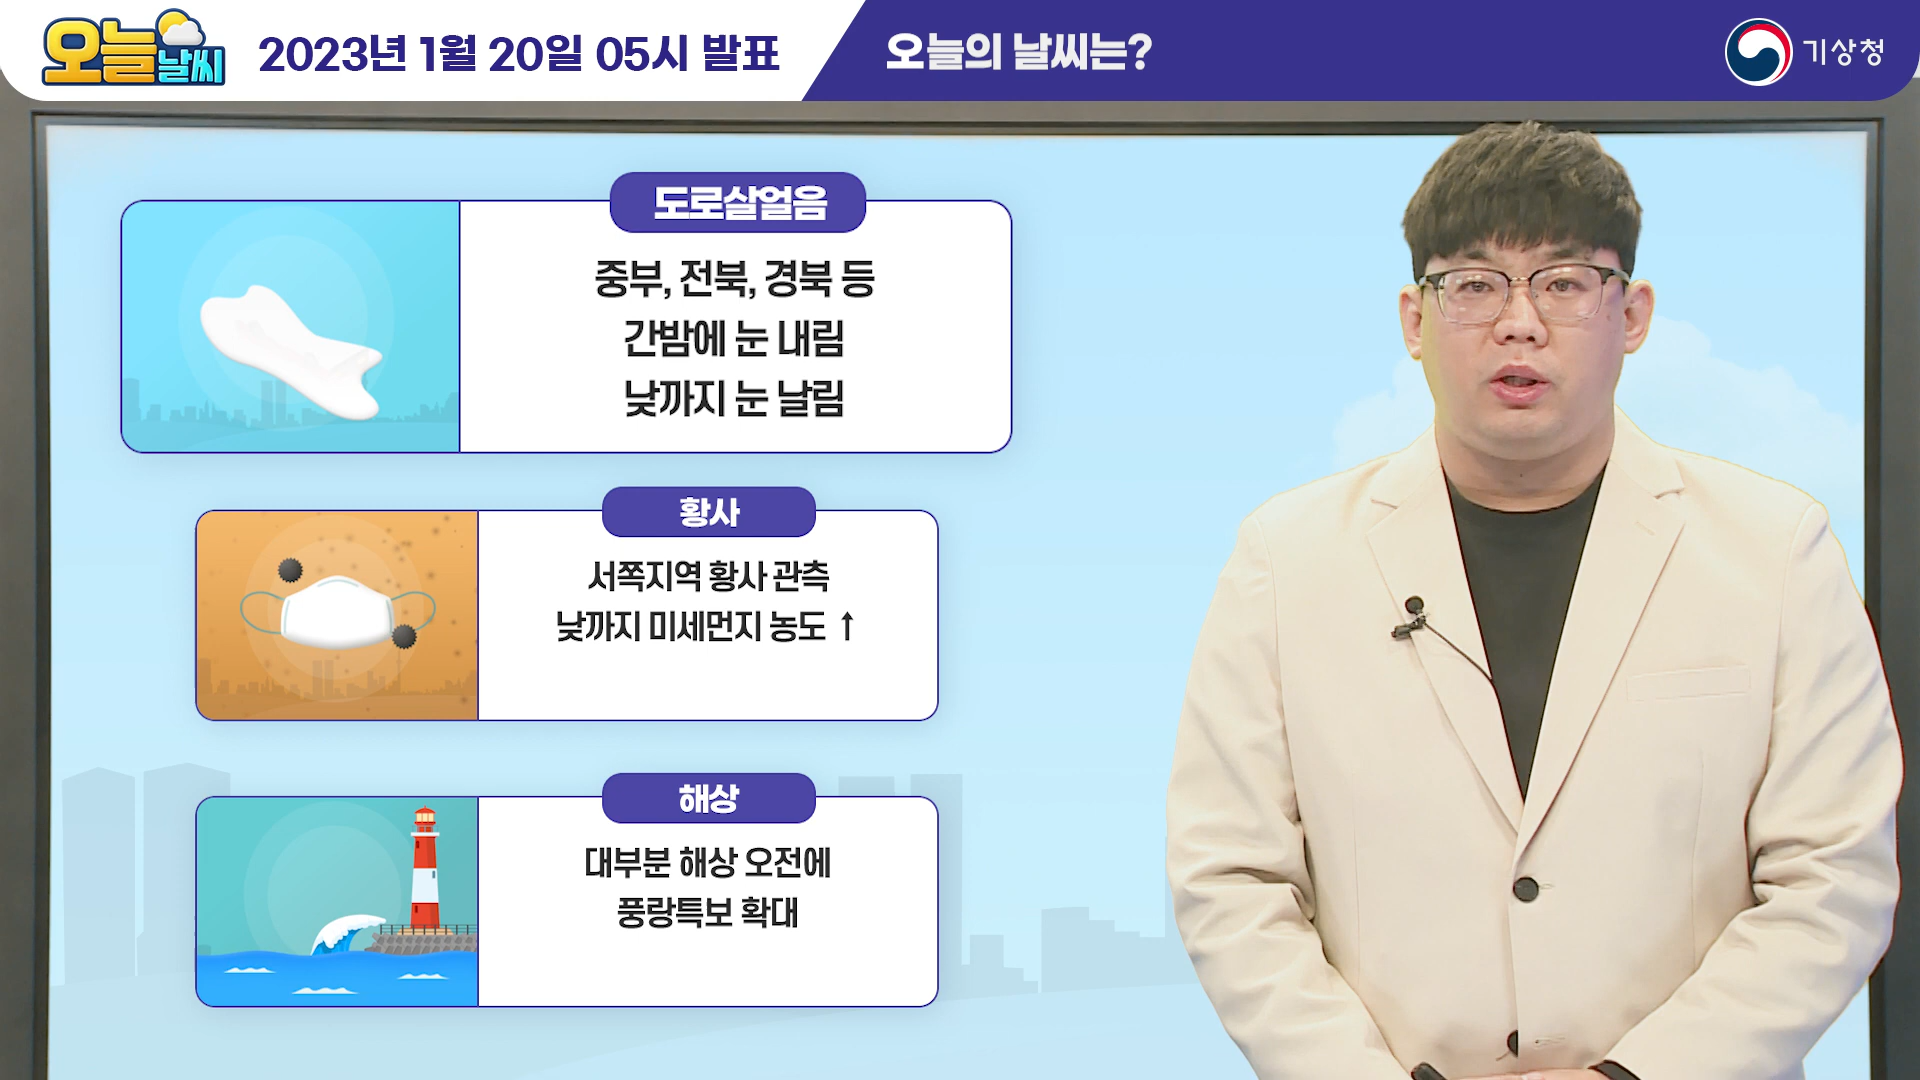 오늘
날씨
2023년 1월 20일 05시 발표
오늘의 날씨는?
기상청
도로살얼음
중부, 전북, 경북 등
간밤에 눈 내림
낮까지 눈 날림
황사
서쪽지역 황사 관측
낮까지 미세먼지 농도 ↑
해상
대부분 해상 오전에
풍랑특보 확대